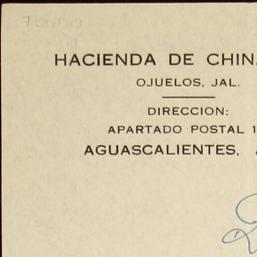 HACIENDA DE CHIN
OJUELOS, JAL.
DIRECCION:
APARTADO POSTAL 1
AGUASCALIENTES,